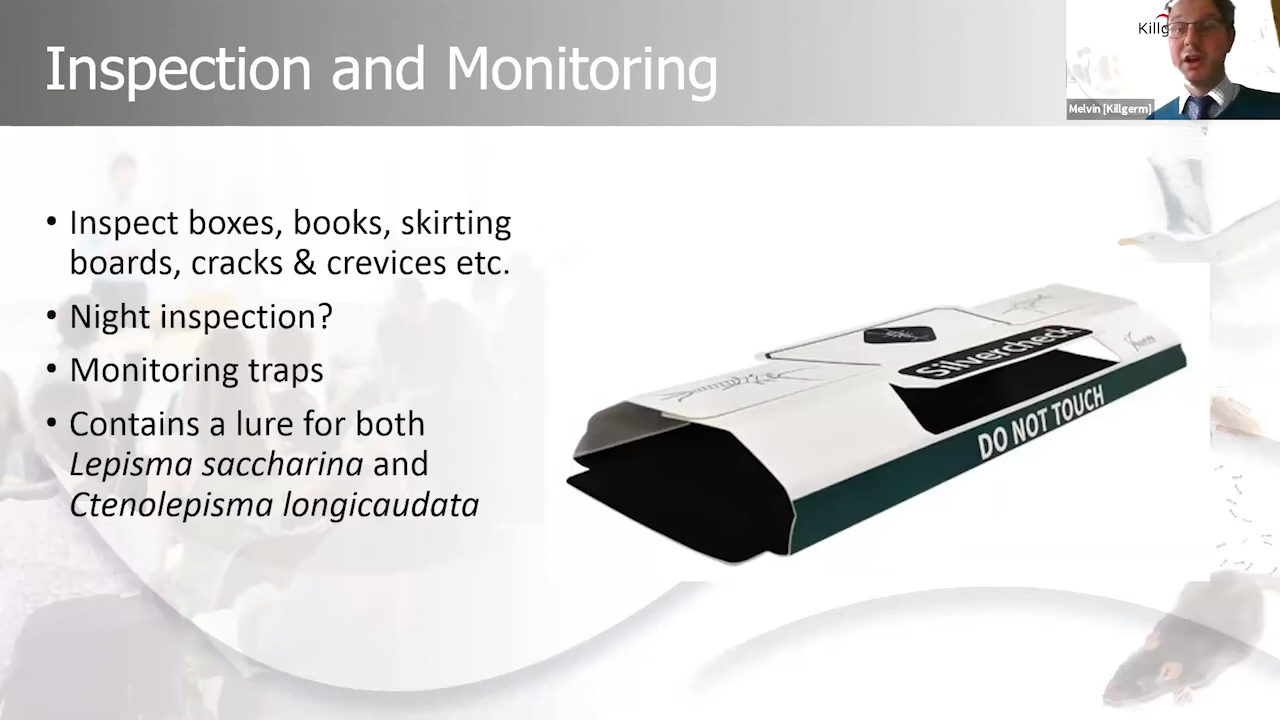 Inspection and Monitoring
Killg
Melvin [Killgerm]
• Inspect boxes, books, skirting
boards, cracks & crevices etc.
• Night inspection?
• Monitoring traps
• Contains a lure for both
Lepisma saccharina and
Ctenolepisma longicaudata
Silvercheck
DO NOT TOUCH